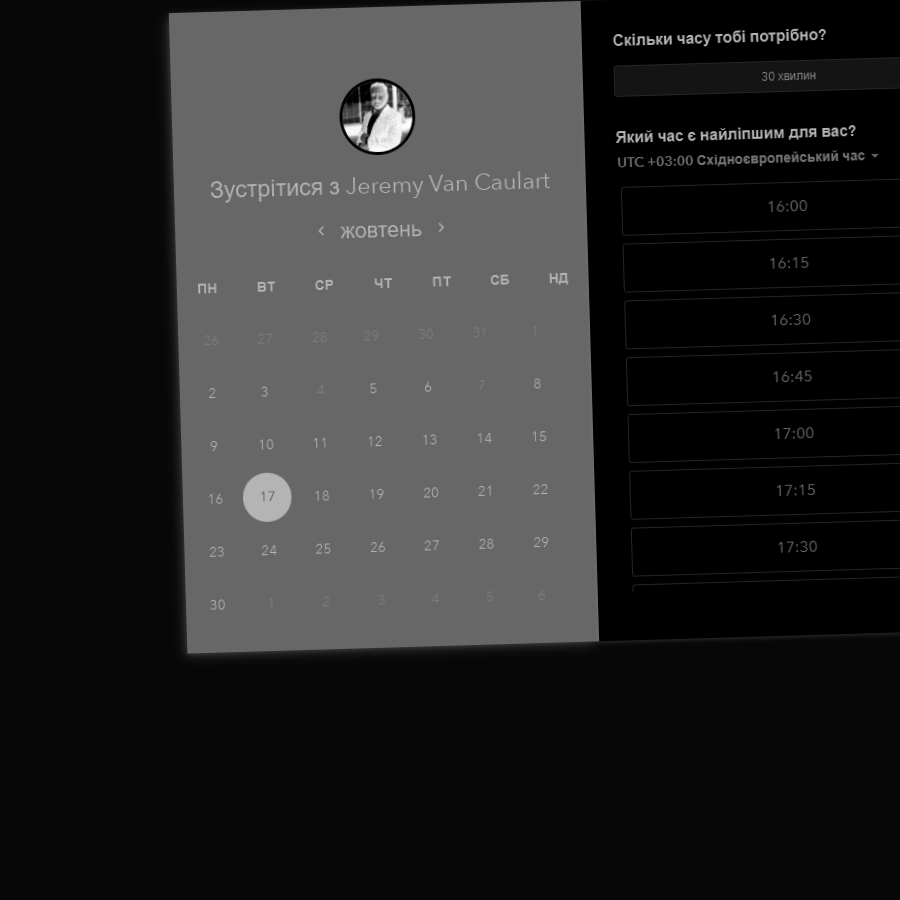 Зустрітися з Jeremy Van Caulart
жовтень
ПН ВТ СР ЧТ ПТ СБ НД
26 27 28 29 30 31 1
2 3 4 5 6 7 8
9 10 11 12 13 14 15
16 17 18 19 20 21 22
23 24 25 26 27 28 29
30 1 2 3 4 5 6
Скільки часу тобі потрібно?
30 хвилин
Який час є найліпшим для вас?
UTC +03:00 Східноєвропейський час
16:00
16:15
16:30
16:45
17:00
17:15
17:30